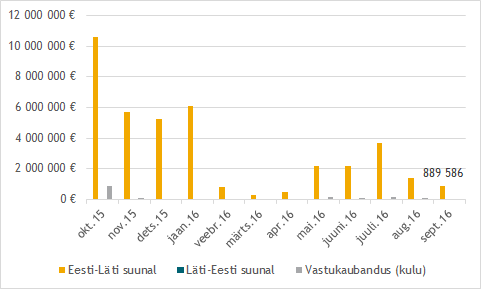 12 000 000 €
10 000 000 €
8 000 000 €
6 000 000 €
4 000 000 €
2 000 000 €
0 €
889 586
okt.15
nov.15
dets.15
jaan.16
veebr.16
märts.16
apr.16
mai.16
juuni.16
juuli.16
aug.16
sept.16
Eesti-Läti suunal
Läti-Eesti suunal
Vastukaubandus (kulu)